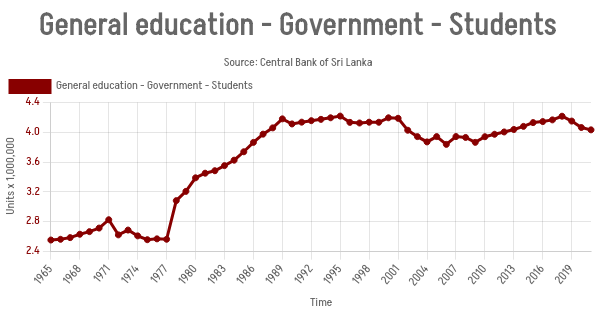 General education - Government - Students
Source: Central Bank of Sri Lanka
General education - Government - Students
4.4
4.0
3.6
3.2
2.8
2.4
Units x 1,000,000
1965 1968 1971 1974 1977 1980 1983 1986 1989 1992 1995 1998 2001 2004 2007 2010 2013 2016 2019
Time